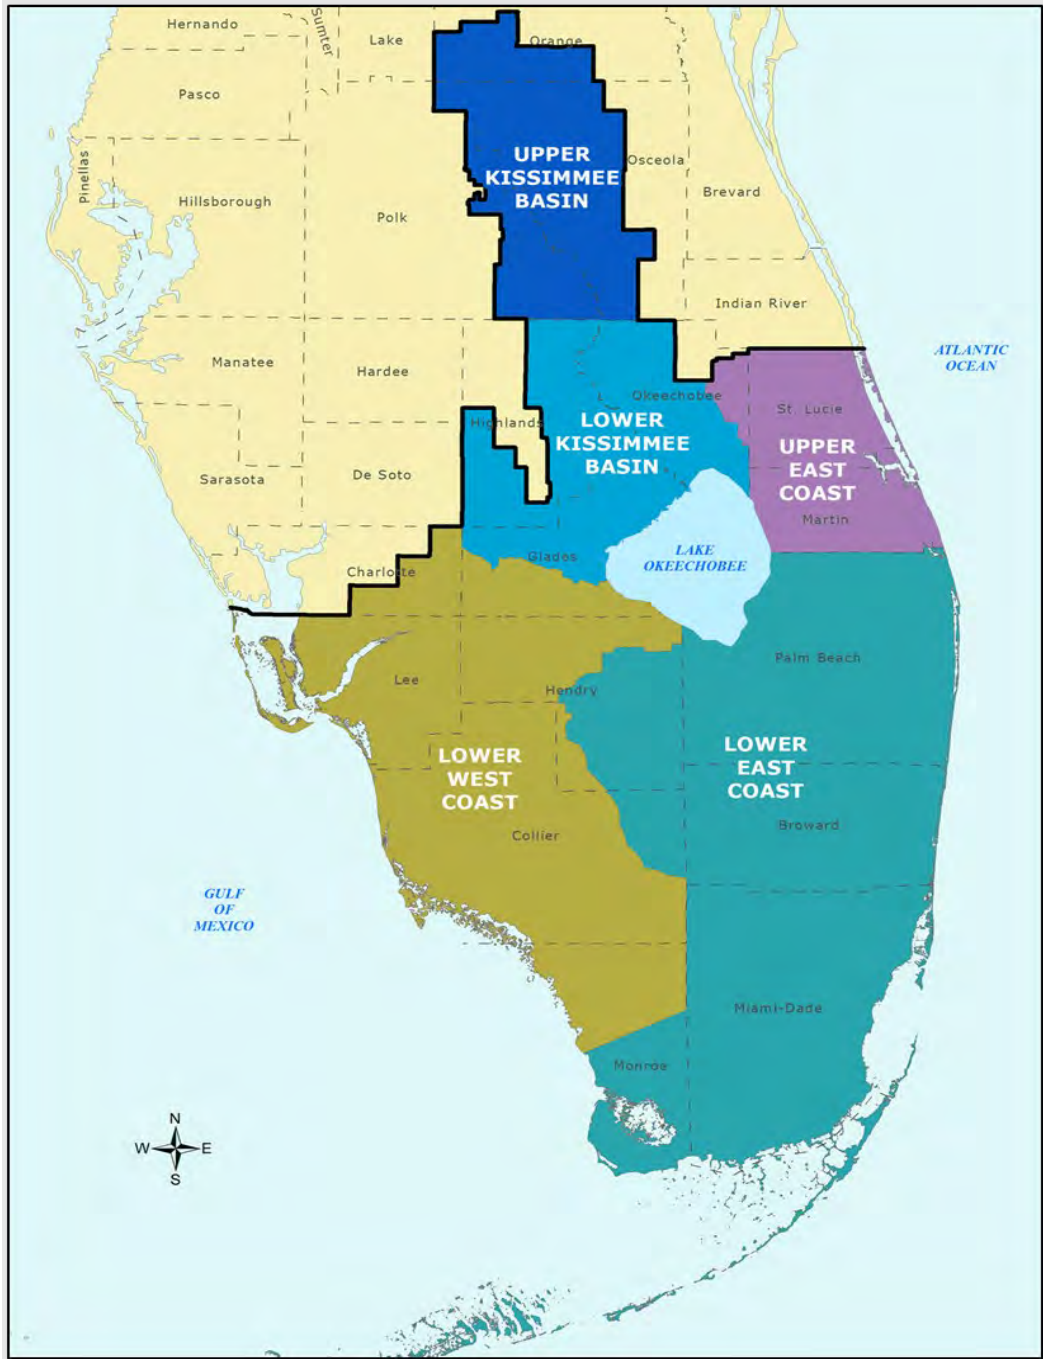 Hernando
Sumter
Lake
Orange
Pasco
Pinellas
Hillsborough
Polk
UPPER
KISSIMMEE
BASIN
Osceola
Brevard
Indian River
ATLANTIC
OCEAN
Manatee
Hardee
Highlands
Okeechobee
St. Lucie
LOWER
KISSIMMEE
BASIN
UPPER
EAST
COAST
Sarasota
De Soto
Martin
Glades
LAKE
OKEECHOBEE
Charlotte
Lee
Hendry
Palm Beach
LOWER
WEST
COAST
LOWER
EAST
COAST
Collier
Broward
GULF
OF
MEXICO
Miami-Dade
Monroe
N
W
E
S